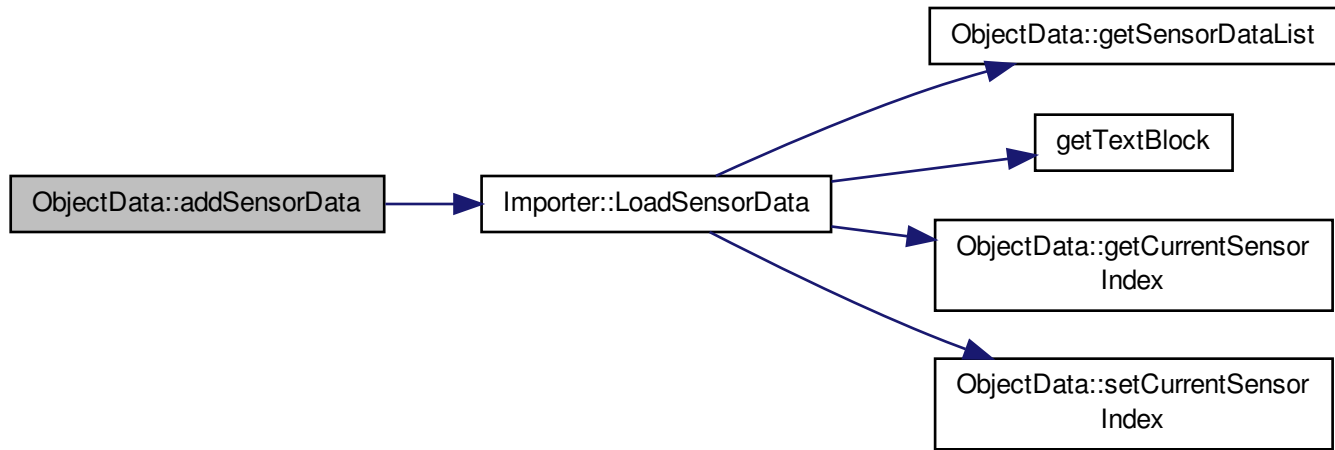 ObjectData::addSensorData
Importer::LoadSensorData
ObjectData::getSensorDataList
getTextBlock
ObjectData::getCurrentSensor
Index
ObjectData::setCurrentSensor
Index